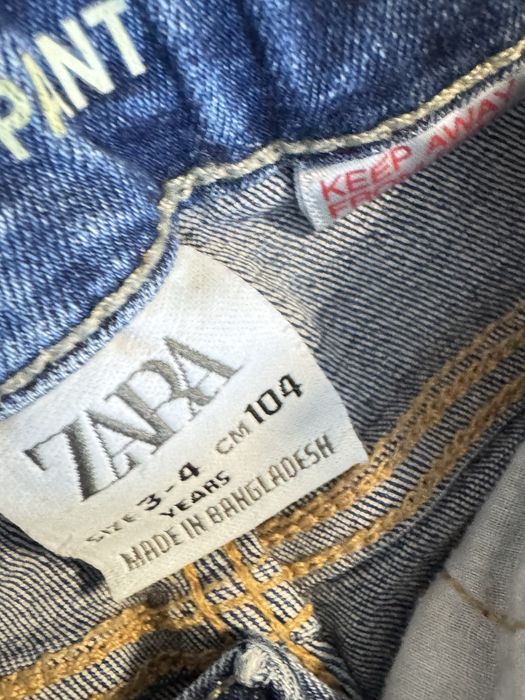 PANT
KEEP AWAY
ZARA
SIZE 3-4 CM 104
YEARS
MADE IN BANGLADESH